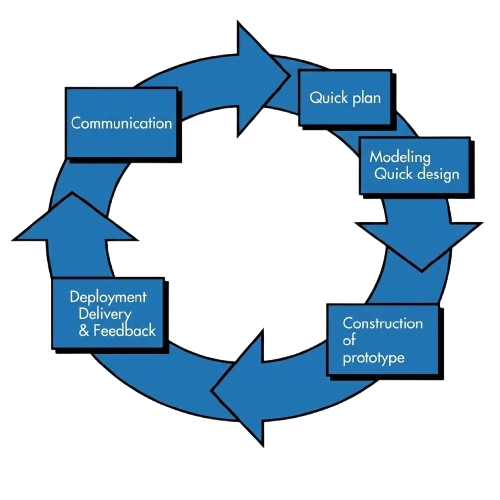 Communication
Quick plan
Modeling
Quick design
Construction
of
prototype
Deployment
Delivery
& Feedback